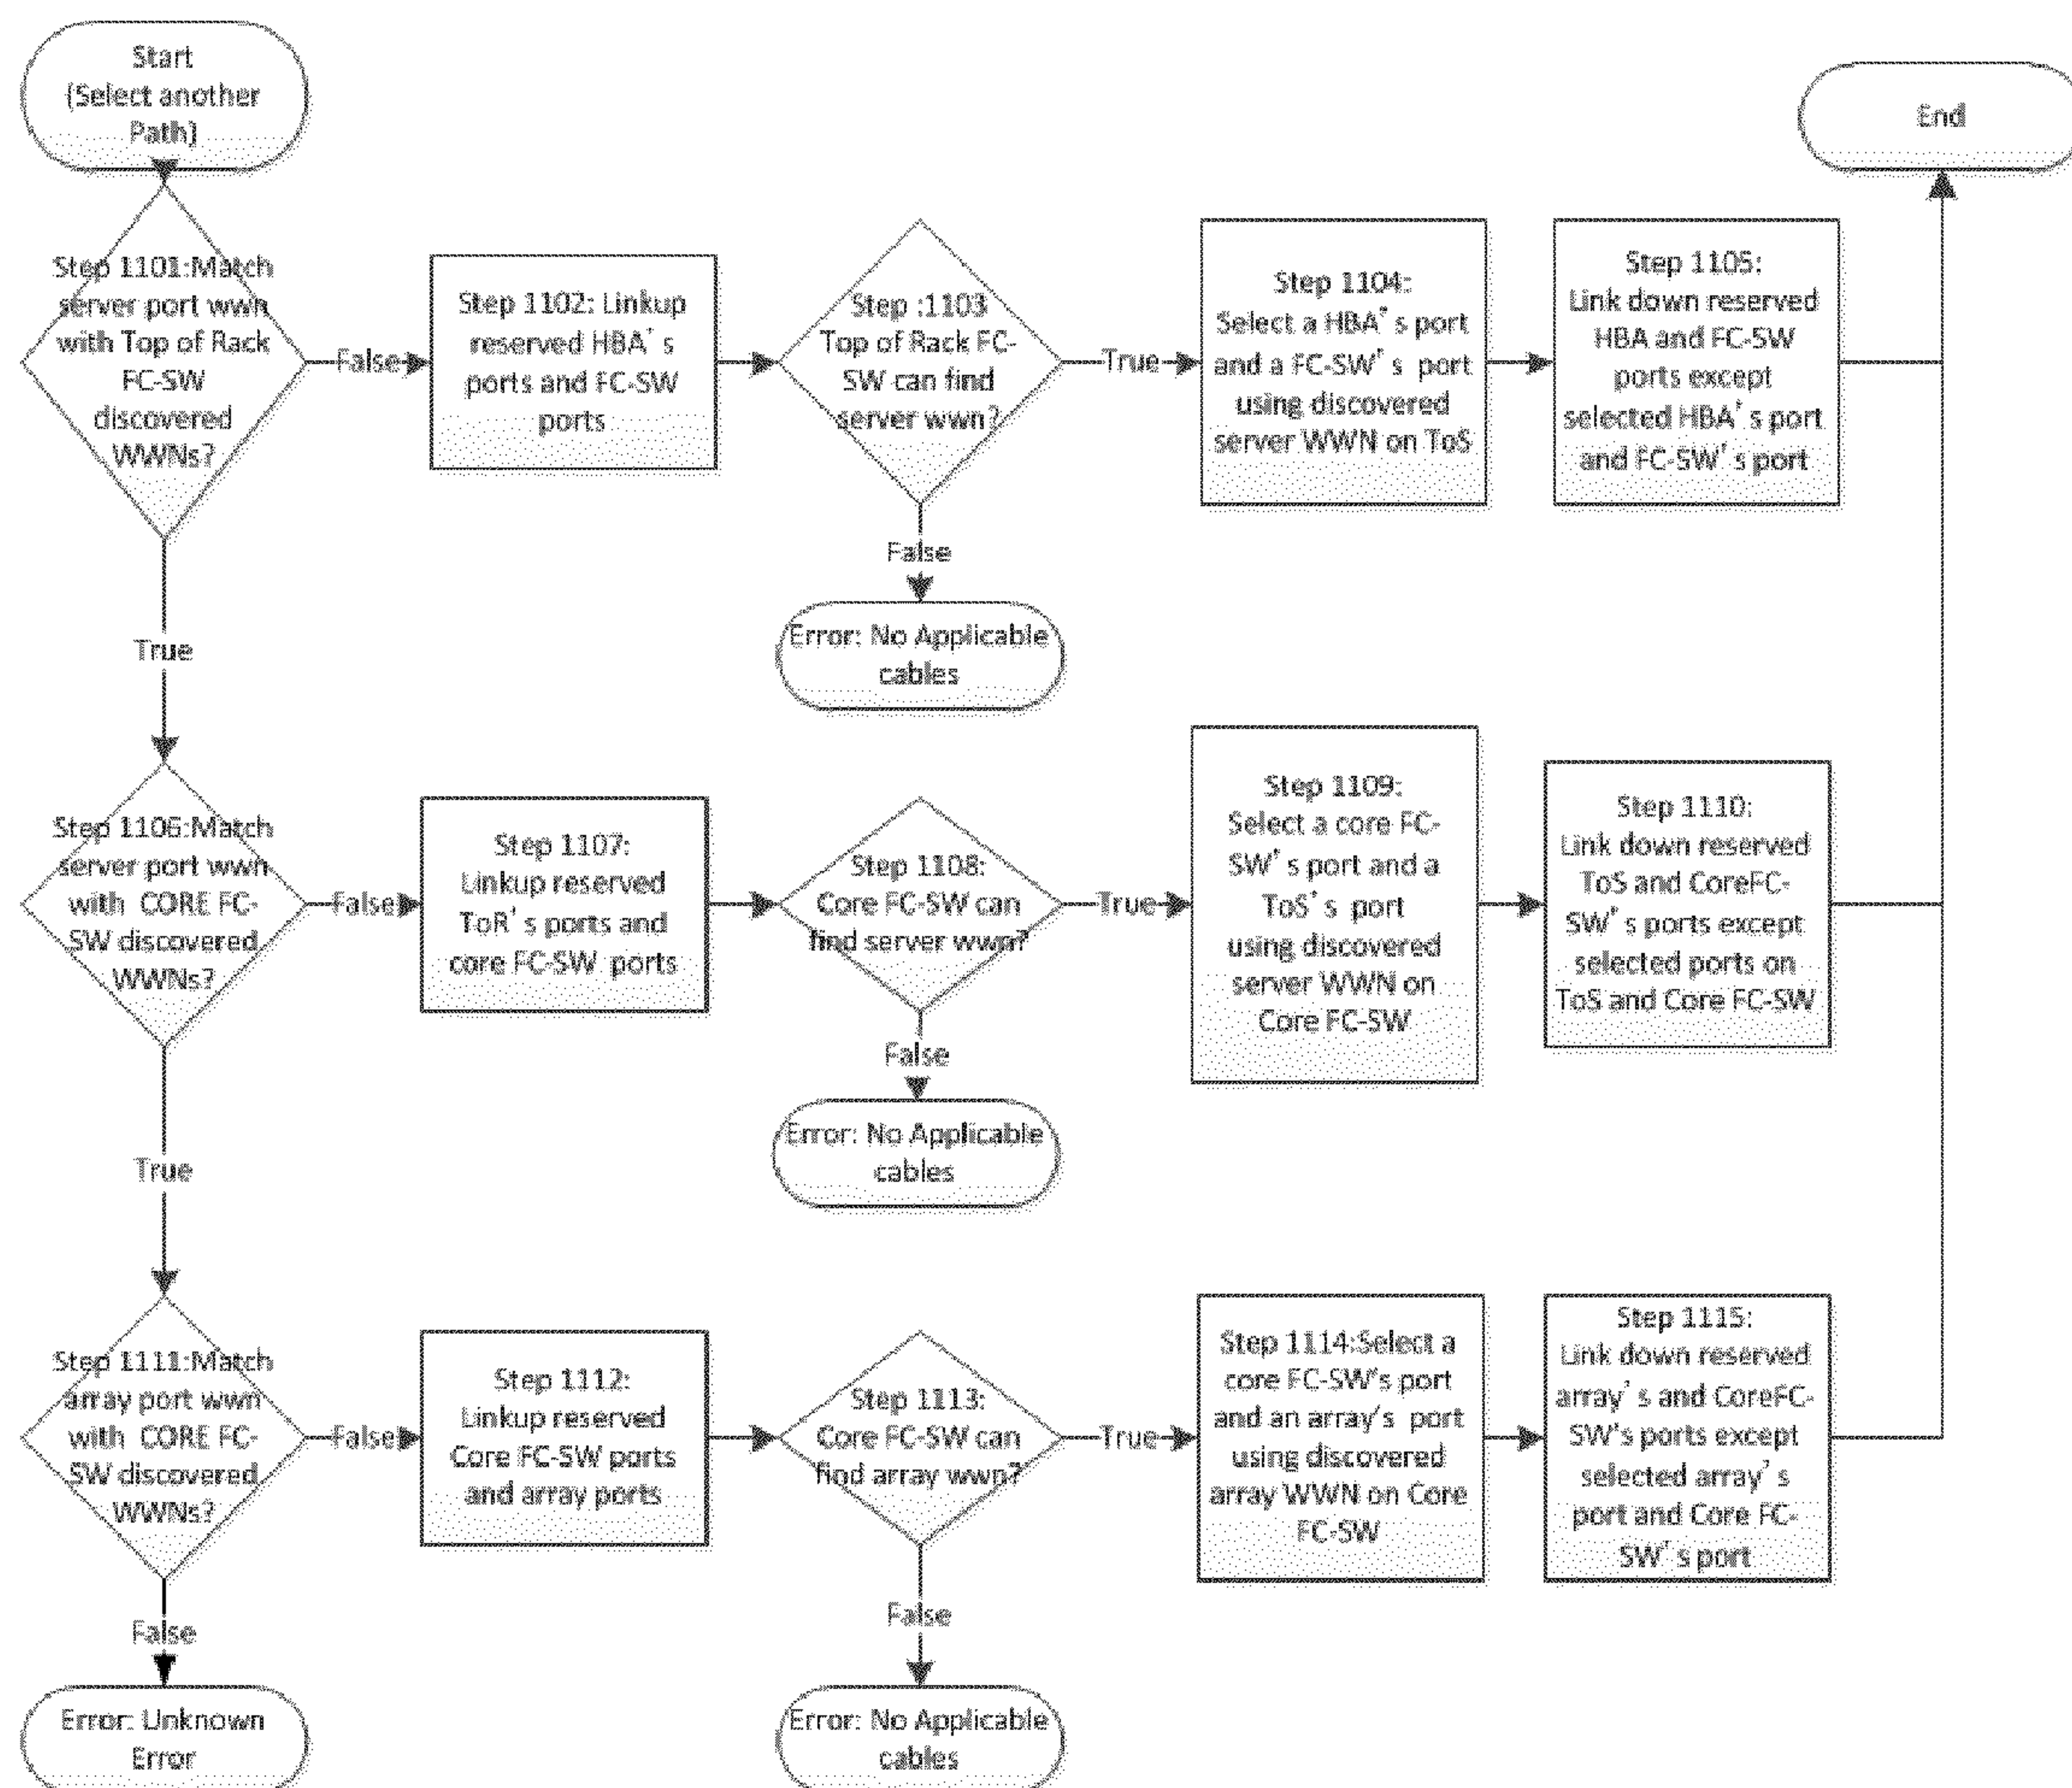 Start
(Select another
Path)
End
Step 1101:Match
server port wwn
with Top of Rack
FC-SW
discovered
WWNs?
False
Step 1102: Linkup
reserved HBA' s
ports and FC-SW
ports
Step :1103
Top of Rack FC-
SW can find
server wwn?
True
Step 1104:
Select a HBA' s port
and a FC-SW' s port
using discovered
server WWN on ToS
Step 1105:
Link down reserved
HBA and FC-SW
ports except
selected HBA' s port
and FC-SW' s port
False
Error: No Applicable
cables
True
Step 1106:Match
server port wwn
with CORE FC-
SW discovered
WWNs?
False
Step 1107:
Linkup reserved
ToR' s ports and
core FC-SW ports
Step 1108:
Core FC-SW can
find server wwn?
True
Step 1109:
Select a core FC-
SW' s port and a
ToS' s port
using discovered
server WWN on
Core FC-SW
Step 1110:
Link down reserved
ToS and CoreFC-
SW' s ports except
selected ports on
ToS and Core FC-SW
False
Error: No Applicable
cables
True
Step 1111:Match
array port wwn
with CORE FC-
SW discovered
WWNs?
False
Step 1112:
Linkup reserved
Core FC-SW ports
and array ports
Step 1113:
Core FC-SW can
find array wwn?
True
Step 1114:Select a
core FC-SW's port
and an array's port
using discovered
array WWN on Core
FC-SW
Step 1115:
Link down reserved
array' s and CoreFC-
SW's ports except
selected array' s
port and Core FC-
SW' s port
False
Error: Unknown
Error
False
Error: No Applicable
cables